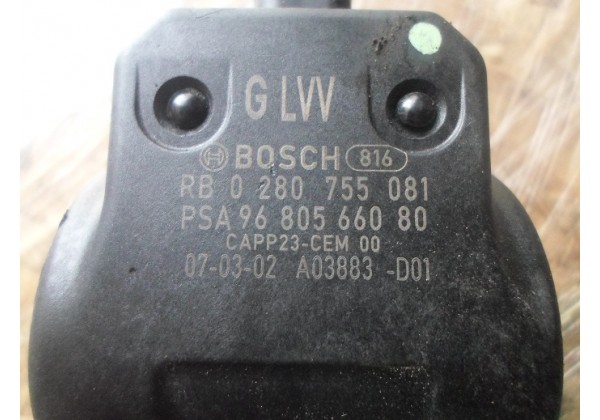 G LVV
BOSCH 816
RB 0 280 755 081
PSA 96 805 660 80
CAPP23-CEM 00
07-03-02 A03883 -D01